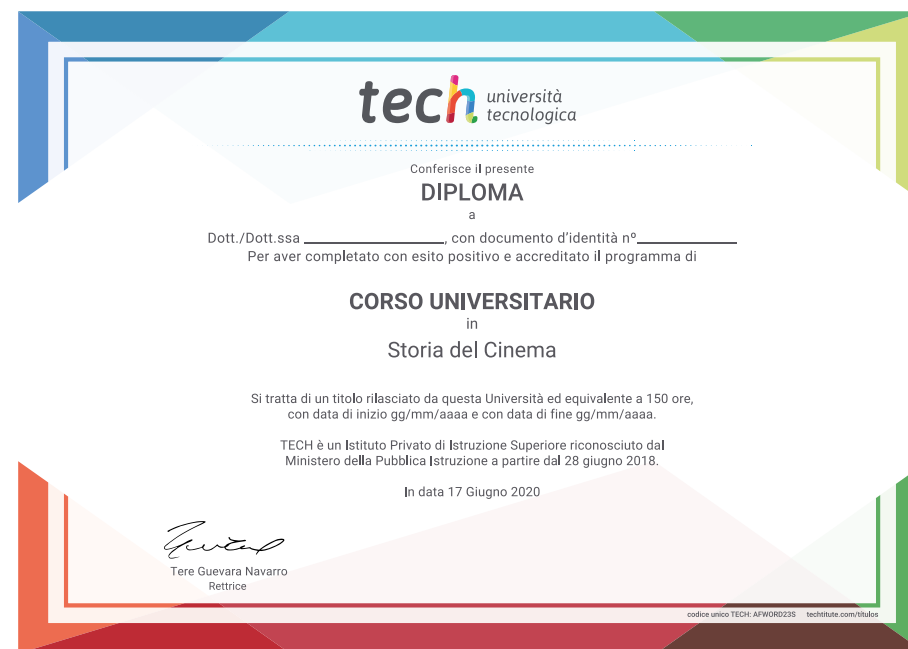 tech università
tecnologica
Conferisce il presente
DIPLOMA
a
Dott./Dott.ssa ____________________, con documento d'identità nº______________
Per aver completato con esito positivo e accreditato il programma di
CORSO UNIVERSITARIO
in
Storia del Cinema
Si tratta di un titolo rilasciato da questa Università ed equivalente a 150 ore,
con data di inizio gg/mm/aaaa e con data di fine gg/mm/aaaa.
TECH è un Istituto Privato di Istruzione Superiore riconosciuto dal
Ministero della Pubblica Istruzione a partire dal 28 giugno 2018.
In data 17 Giugno 2020
Tere Guevara Navarro
Rettrice
codice unico TECH: AFWORD23S techtitute.com/titulos